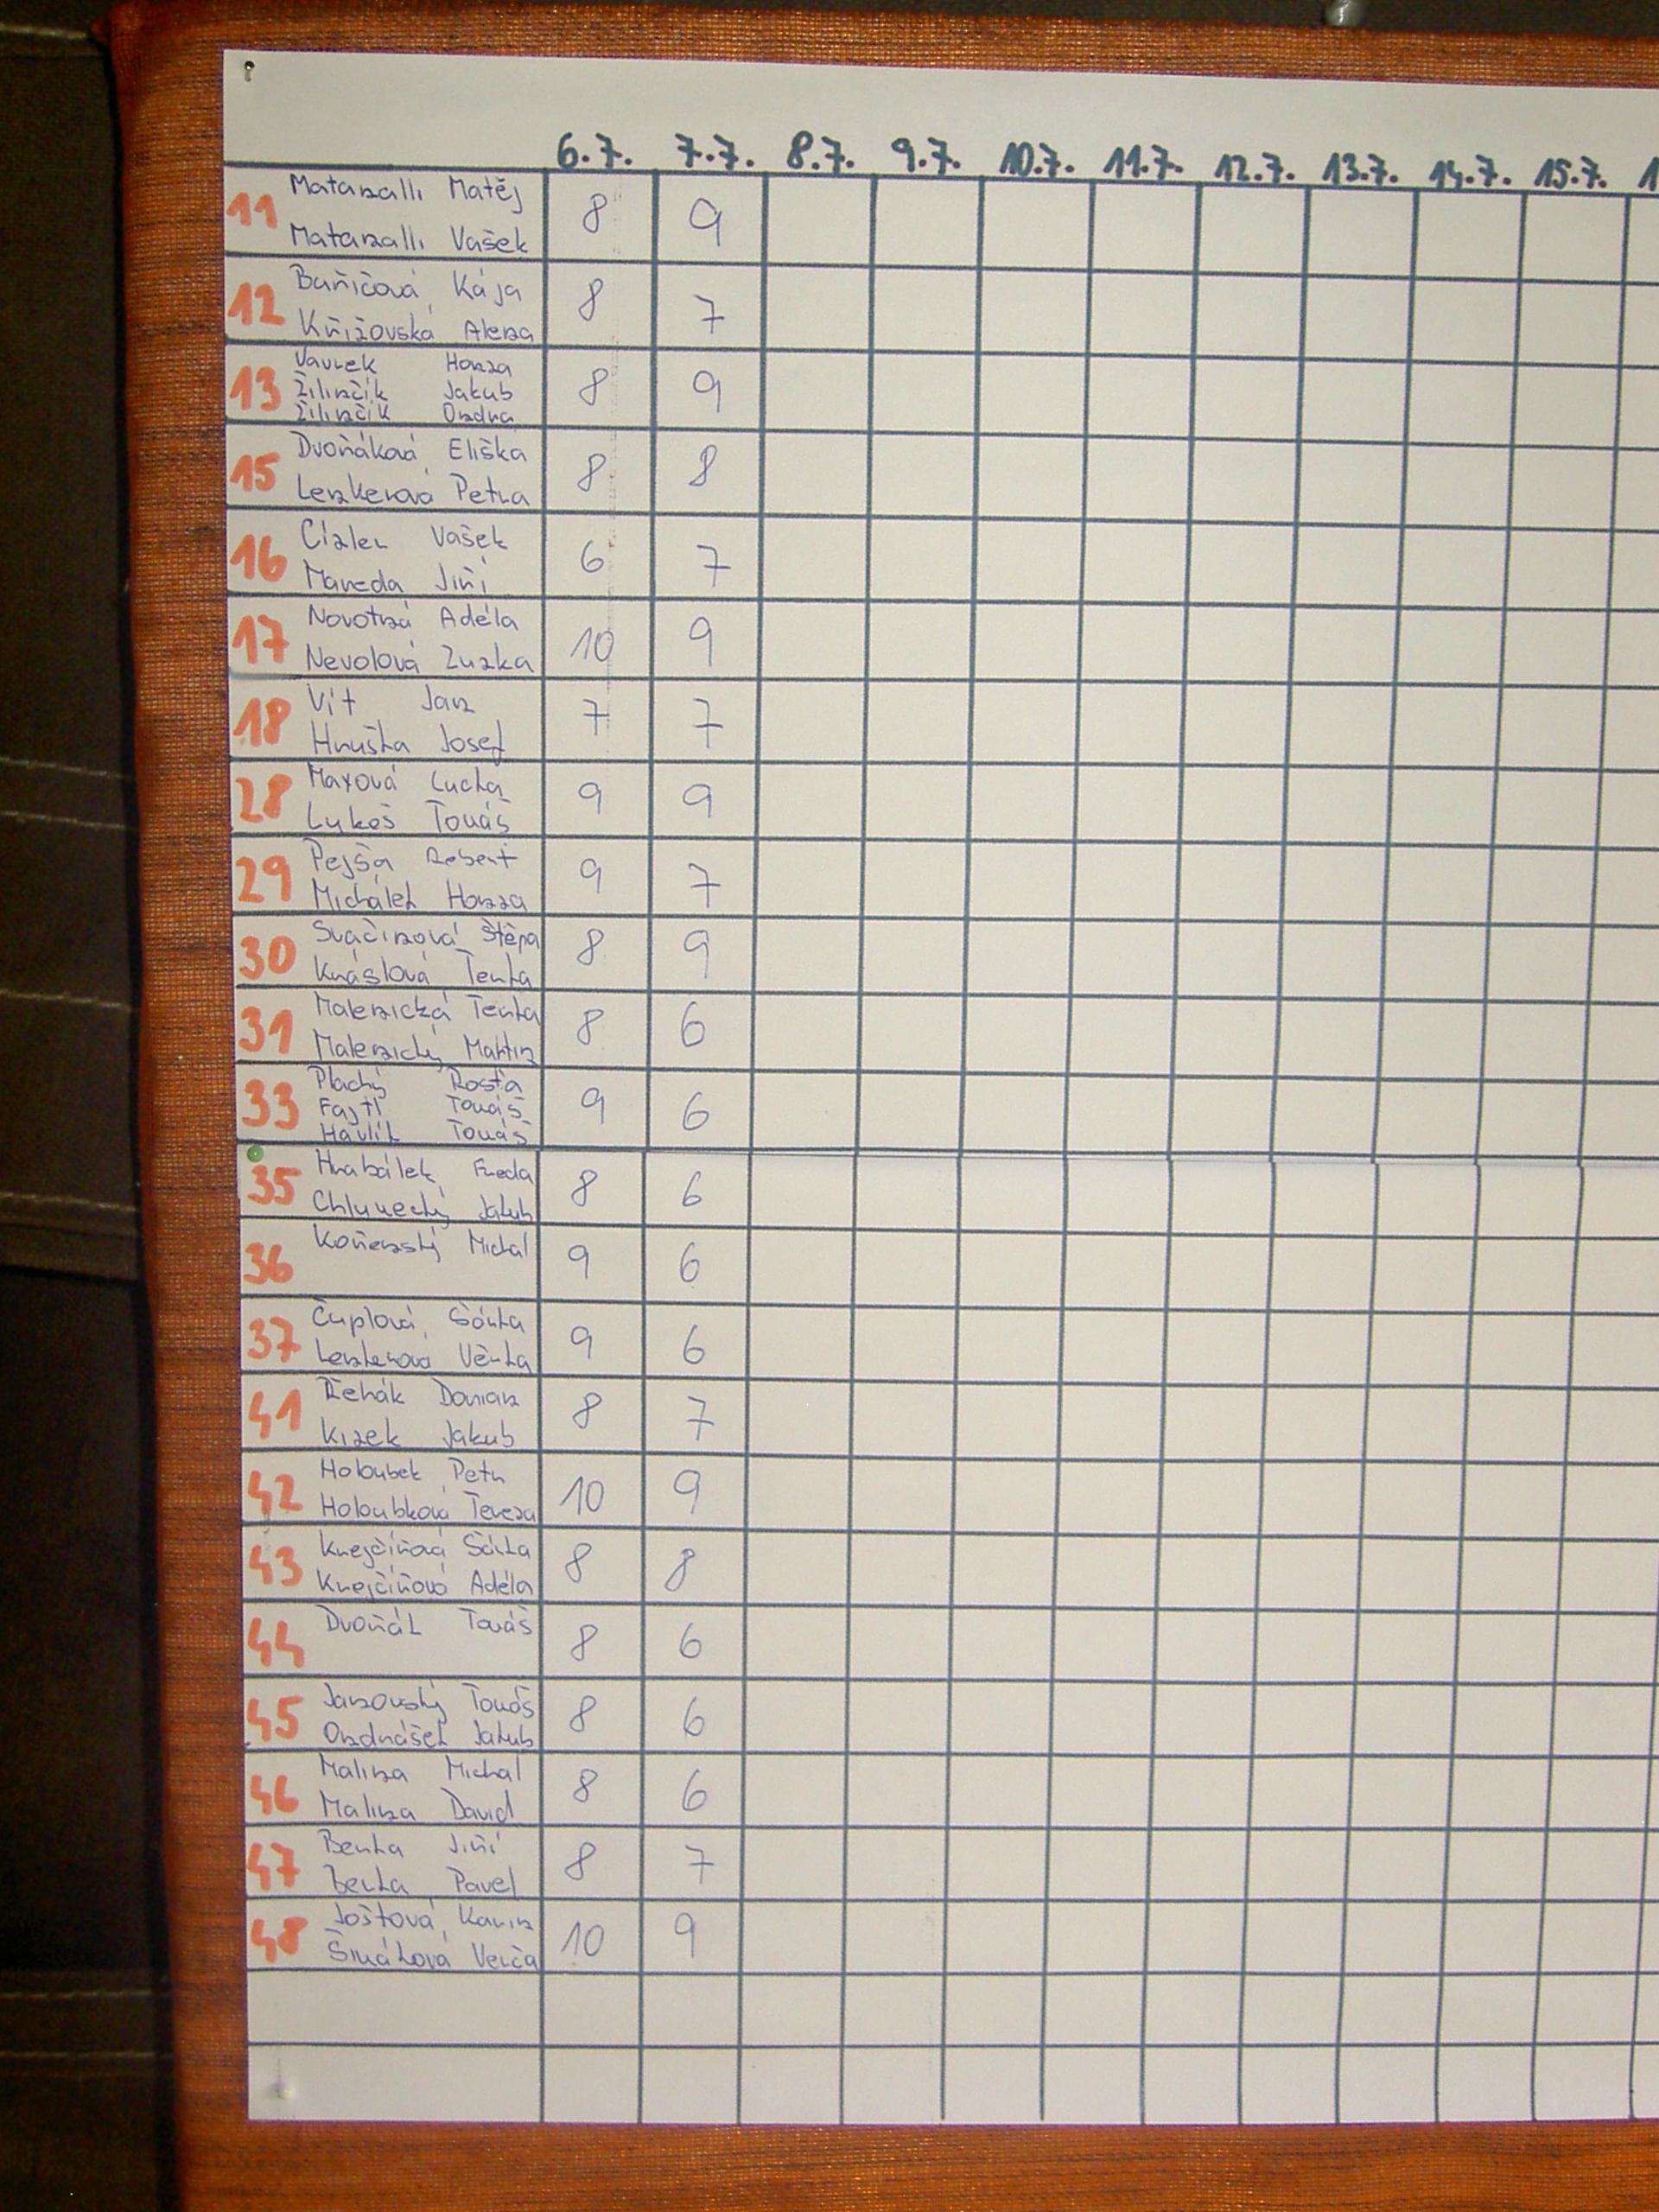 6.7. 7.7. 8.7. 9.7. 10.7. 11.7. 12.7. 13.7. 14.7. 15.7. 1
11 Matanalli Matěj 8 9
Matanalli Vašek
12 Buřičová Kája 8 7
Křižovská Alena
13 Vavrek Honza 8 9
Žilinčík Jakub
Žilinčík Ondra
15 Dvořáková Eliška 8 8
Lenkerová Petra
16 Cizler Vašek 6 7
Mareda Jiří
17 Novotná Adéla 10 9
Nevolová Zuzka
18 Vít Jan 7 7
Hruška Josef
28 Maxová Lucka 9 9
Lukeš Tomáš
29 Pejša Robert 9 7
Michálek Honza
30 Svačinová Štěpa 8 9
Králová Terka
31 Malenická Terka 8 6
Malenický Martin
33 Plachý Rosťa 9 6
Fajtl Tomáš
Havlík Tomáš
35 Hrabálek Freda 8 6
Chlumecký Jakub
36 Kořenský Michal 9 6
37 Čuplová Šárka 9 6
Lenkerová Věrka
41 Řehák Damian 8 7
Kizek Jakub
42 Holoubek Petr 10 9
Holoubková Tereza
43 Krejčířová Šárka 8 8
Krejčířová Adéla
44 Dvořák Tomáš 8 6
45 Janovský Tomáš 8 6
Ondrášek Jakub
46 Malina Michal 8 6
Malina David
47 Berka Jiří 8 7
Berka Pavel
48 Joštová Karin 10 9
Šmátová Verča